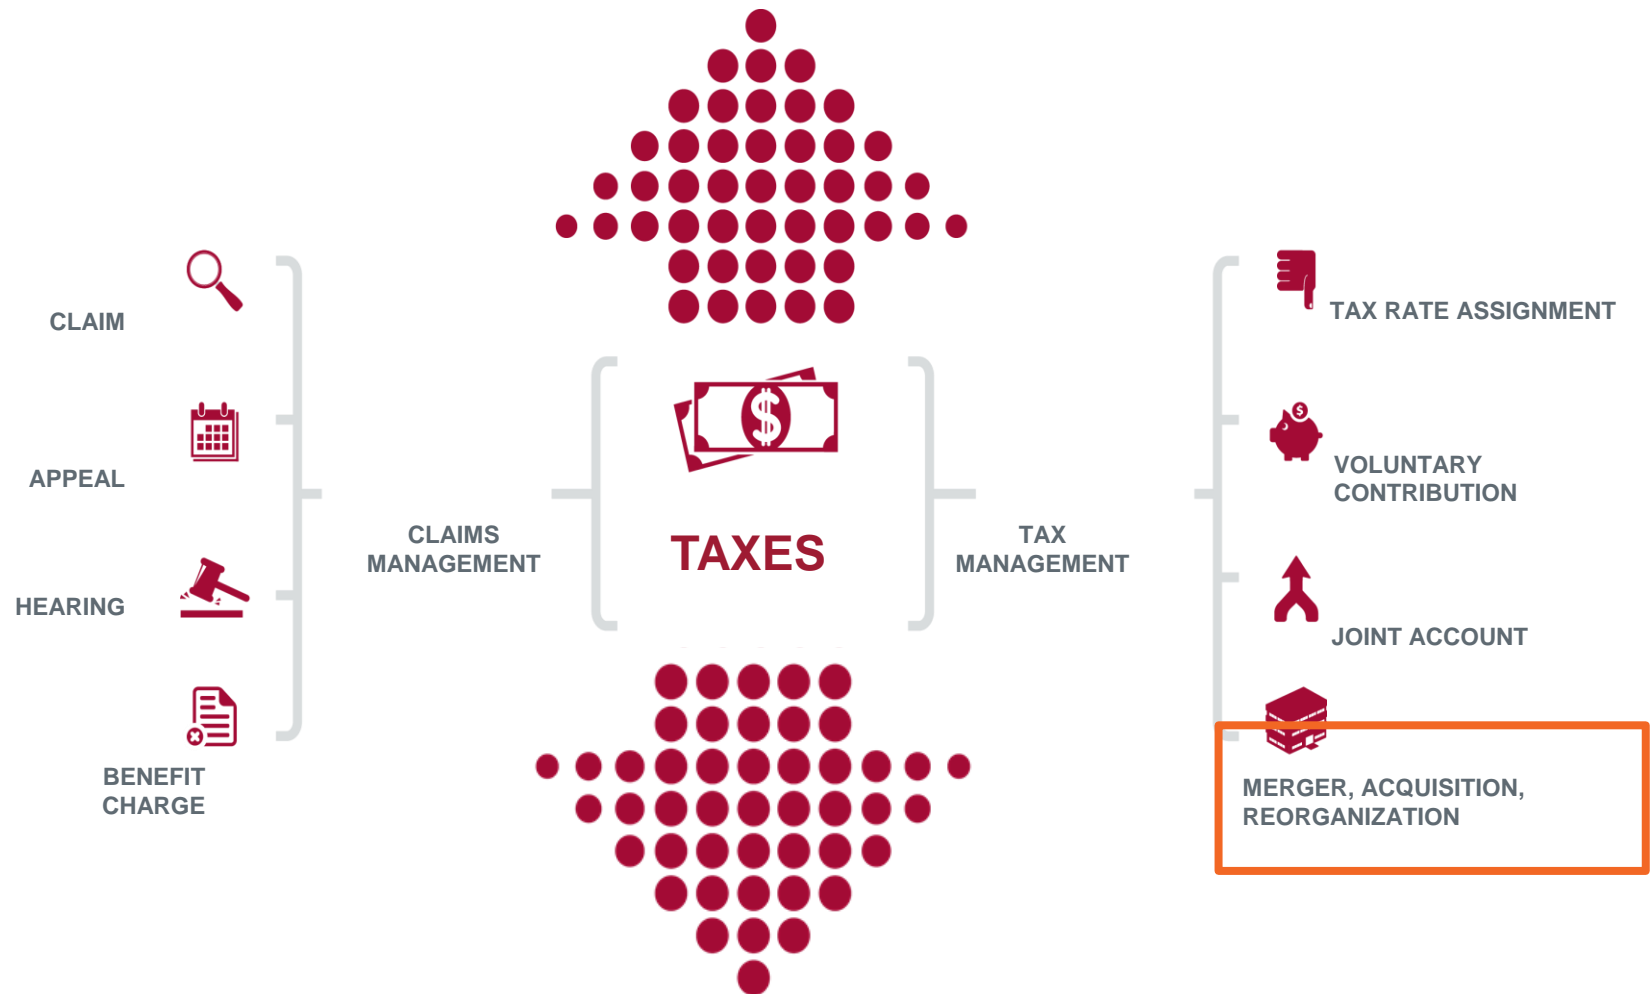 CLAIM
APPEAL
HEARING
BENEFIT
CHARGE
CLAIMS
MANAGEMENT
$
TAXES
TAX
MANAGEMENT
TAX RATE ASSIGNMENT
$
VOLUNTARY
CONTRIBUTION
JOINT ACCOUNT
MERGER, ACQUISITION,
REORGANIZATION